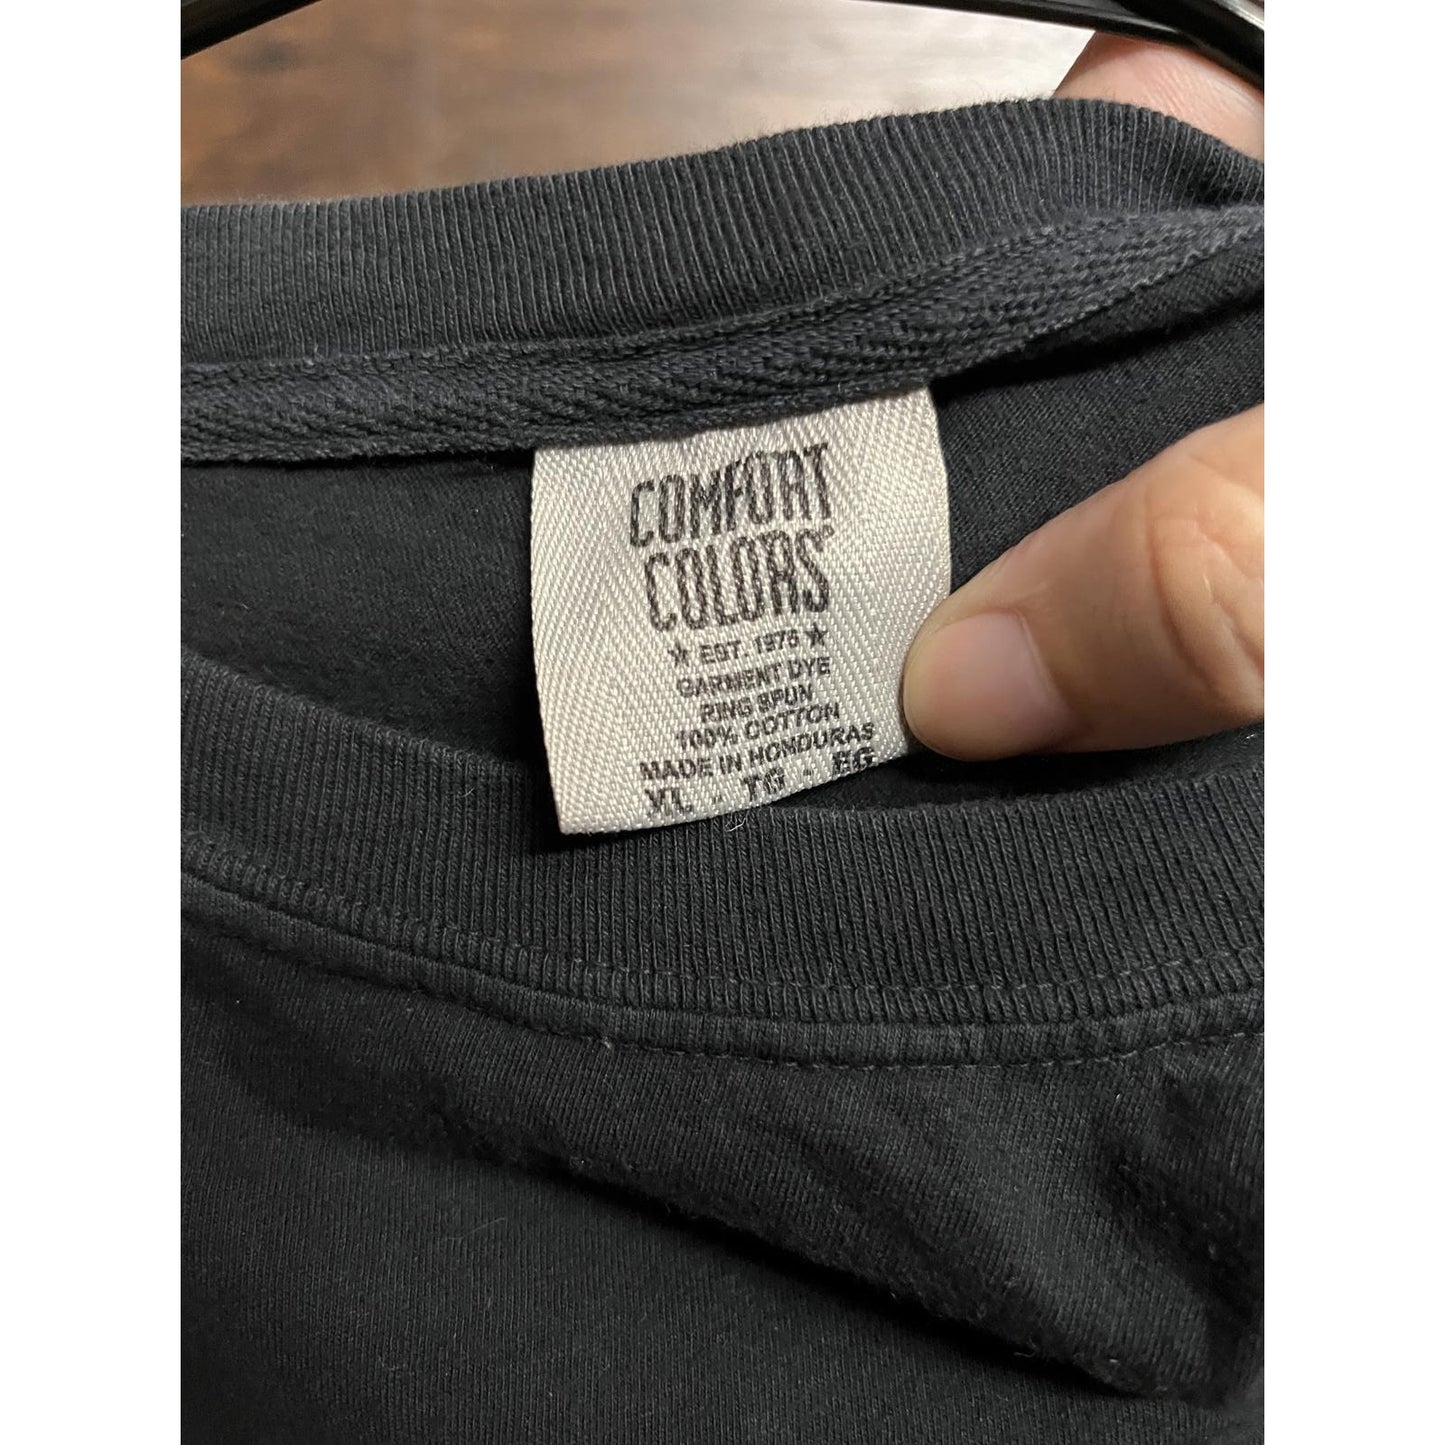 COMFORT
COLORS®
★ EST. 1975 ★
GARMENT DYE
RING SPUN
100% COTTON
MADE IN HONDURAS
XL · TG · EG